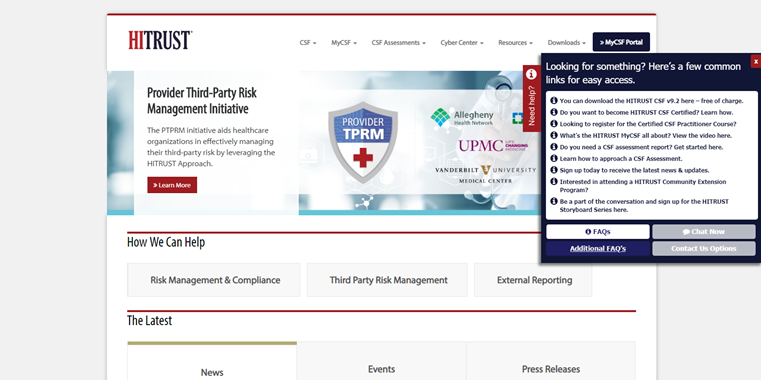 HITRUST
CSF
MyCSF
CSF Assessments
Cyber Center
Resources
Downloads
» MyCSF Portal
Provider Third-Party Risk
Management Initiative
The PTPRM initiative aids healthcare
organizations in effectively managing
their third-party risk by leveraging the
HITRUST Approach.
» Learn More
PROVIDER
TPRM
Allegheny
Health Network
UPMC LIFE CHANGING MEDICINE
VANDERBILT V UNIVERSITY
MEDICAL CENTER
Need help?
x
Looking for something? Here's a few common
links for easy access.
You can download the HITRUST CSF v9.2 here – free of charge.
Do you want to become HITRUST CSF Certified? Learn how.
Looking to register for the Certified CSF Practitioner Course?
What's the HITRUST MyCSF all about? View the video here.
Do you need a CSF assessment report? Get started here.
Learn how to approach a CSF Assessment.
Sign up today to receive the latest news & updates.
Interested in attending a HITRUST Community Extension
Program?
Be a part of the conversation and sign up for the HITRUST
Storyboard Series here.
FAQs
Chat Now
Additional FAQ's
Contact Us Options
How We Can Help
Risk Management & Compliance
Third Party Risk Management
External Reporting
The Latest
News
Events
Press Releases